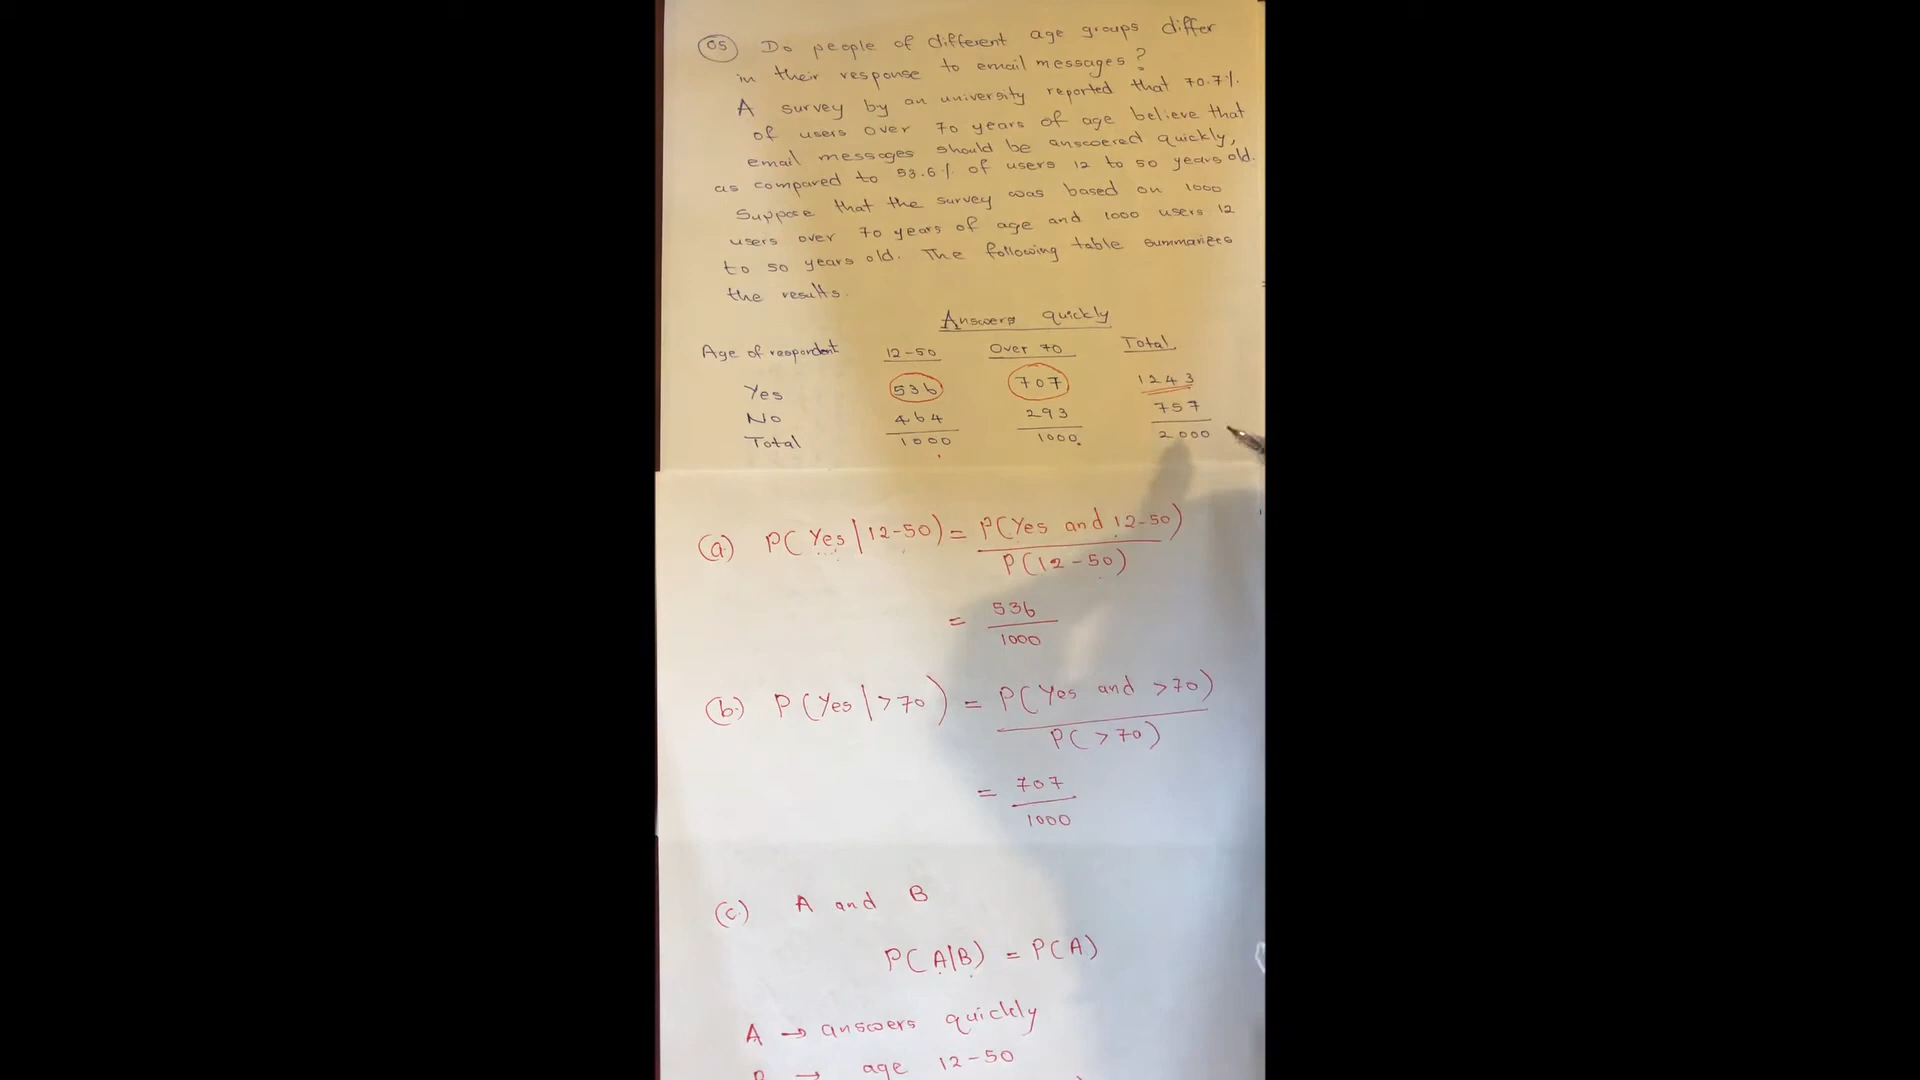 05 Do people of different age groups differ
in their response to email messages?
A survey by an university reported that 70.7%
of users over 70 years of age believe that
email messages should be answered quickly,
as compared to 53.6% of users 12 to 50 years old.
Suppose that the survey was based on 1000
users over 70 years of age and 1000 users 12
to 50 years old. The following table summarizes
the results.
Answers quickly
Age of respondent 12-50 Over 70 Total
Yes 536 707 1243
No 464 293 757
Total 1000 1000 2000
(a) P(Yes|12-50) = P(Yes and 12-50)
P(12-50)
= 536
1000
(b) P(Yes|>70) = P(Yes and >70)
P(>70)
= 707
1000
(c) A and B
P(A|B) = P(A)
A → answers quickly
B → age 12-50